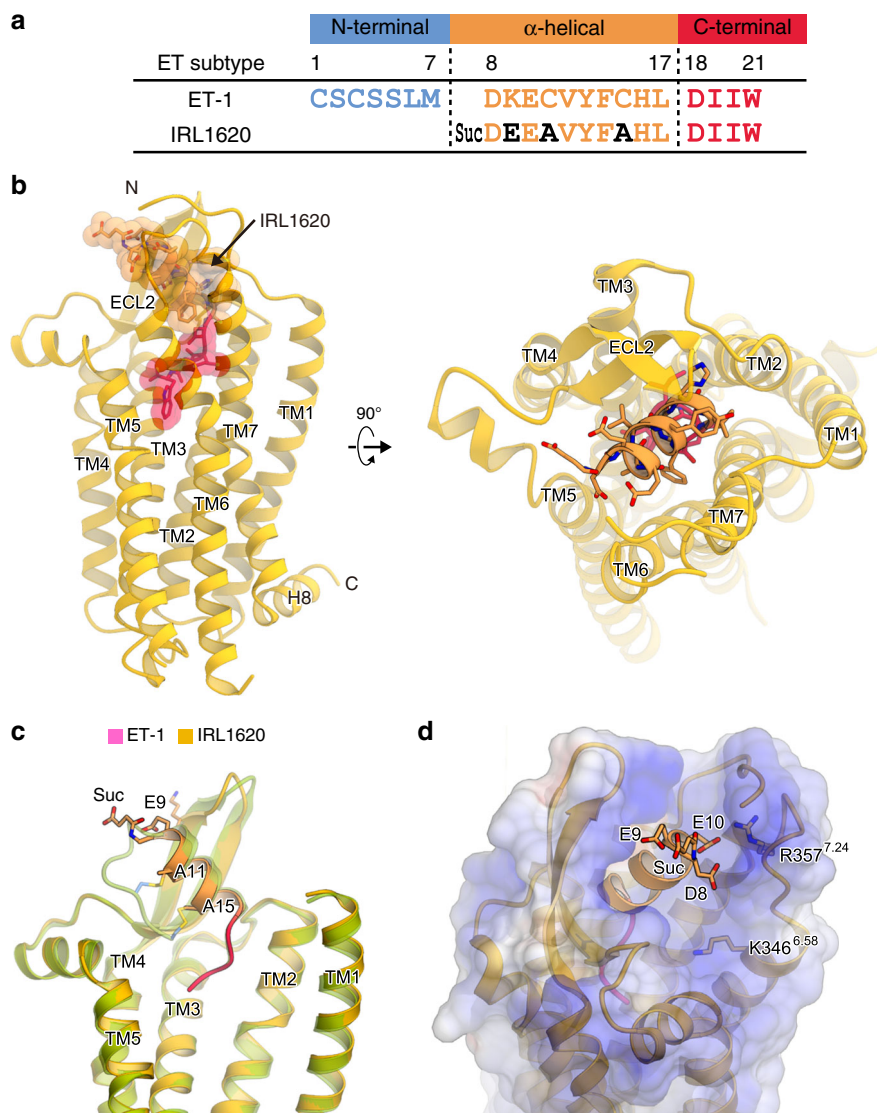 a
N-terminal α-helical C-terminal
ET subtype 1 7 8 17 18 21
ET-1 CSCSSLM DKECVYFCHL DIIW
IRL1620 SucDEEAVYFAHL DIIW
b
N
IRL1620
ECL2
TM5
TM3
TM7
TM1
TM4
TM6
TM2
H8
C
90°
TM3
TM4
ECL2
TM2
TM1
TM5
TM7
TM6
c
ET-1 IRL1620
Suc
E9
A11
A15
TM4
TM3
TM2
TM1
TM5
d
E9
E10
Suc
D8
R357^7.24
K346^6.58